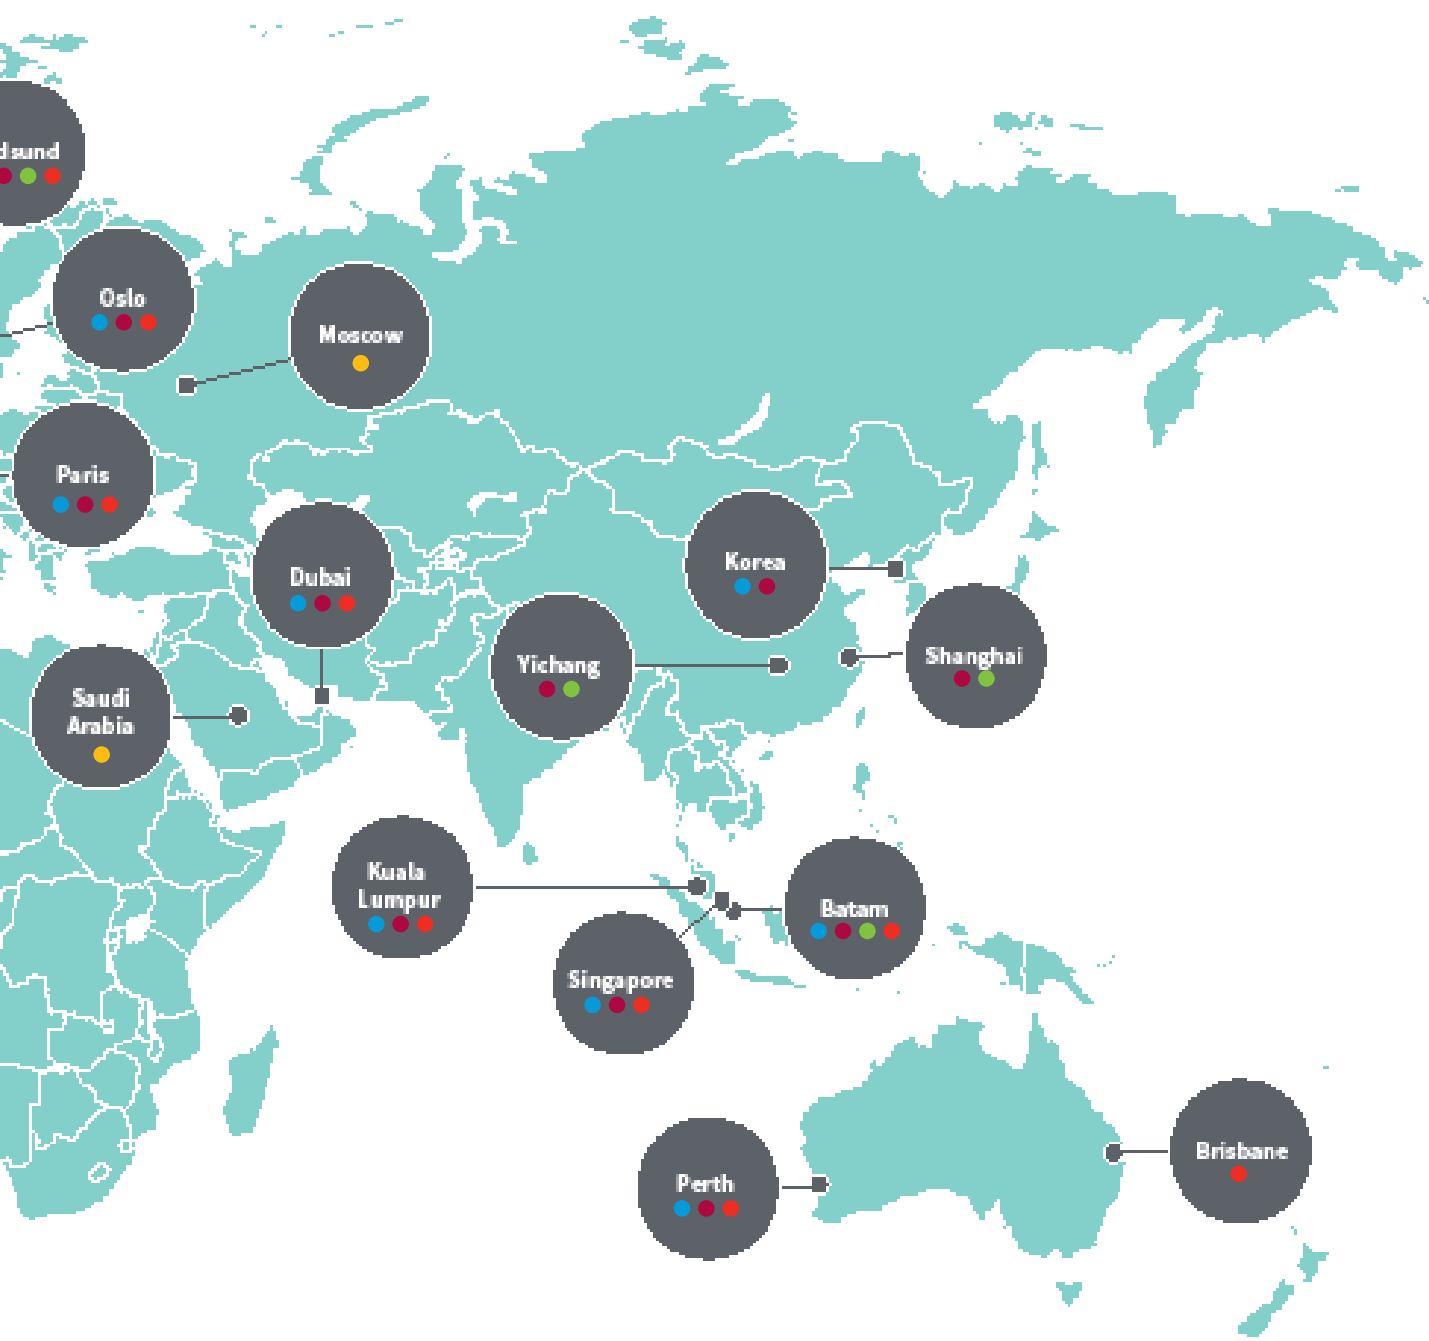 dsund
Oslo
Moscow
Paris
Korea
Dubai
Shanghai
Yichang
Saudi
Arabia
Kuala
Lumpur
Batam
Singapore
Brisbane
Perth